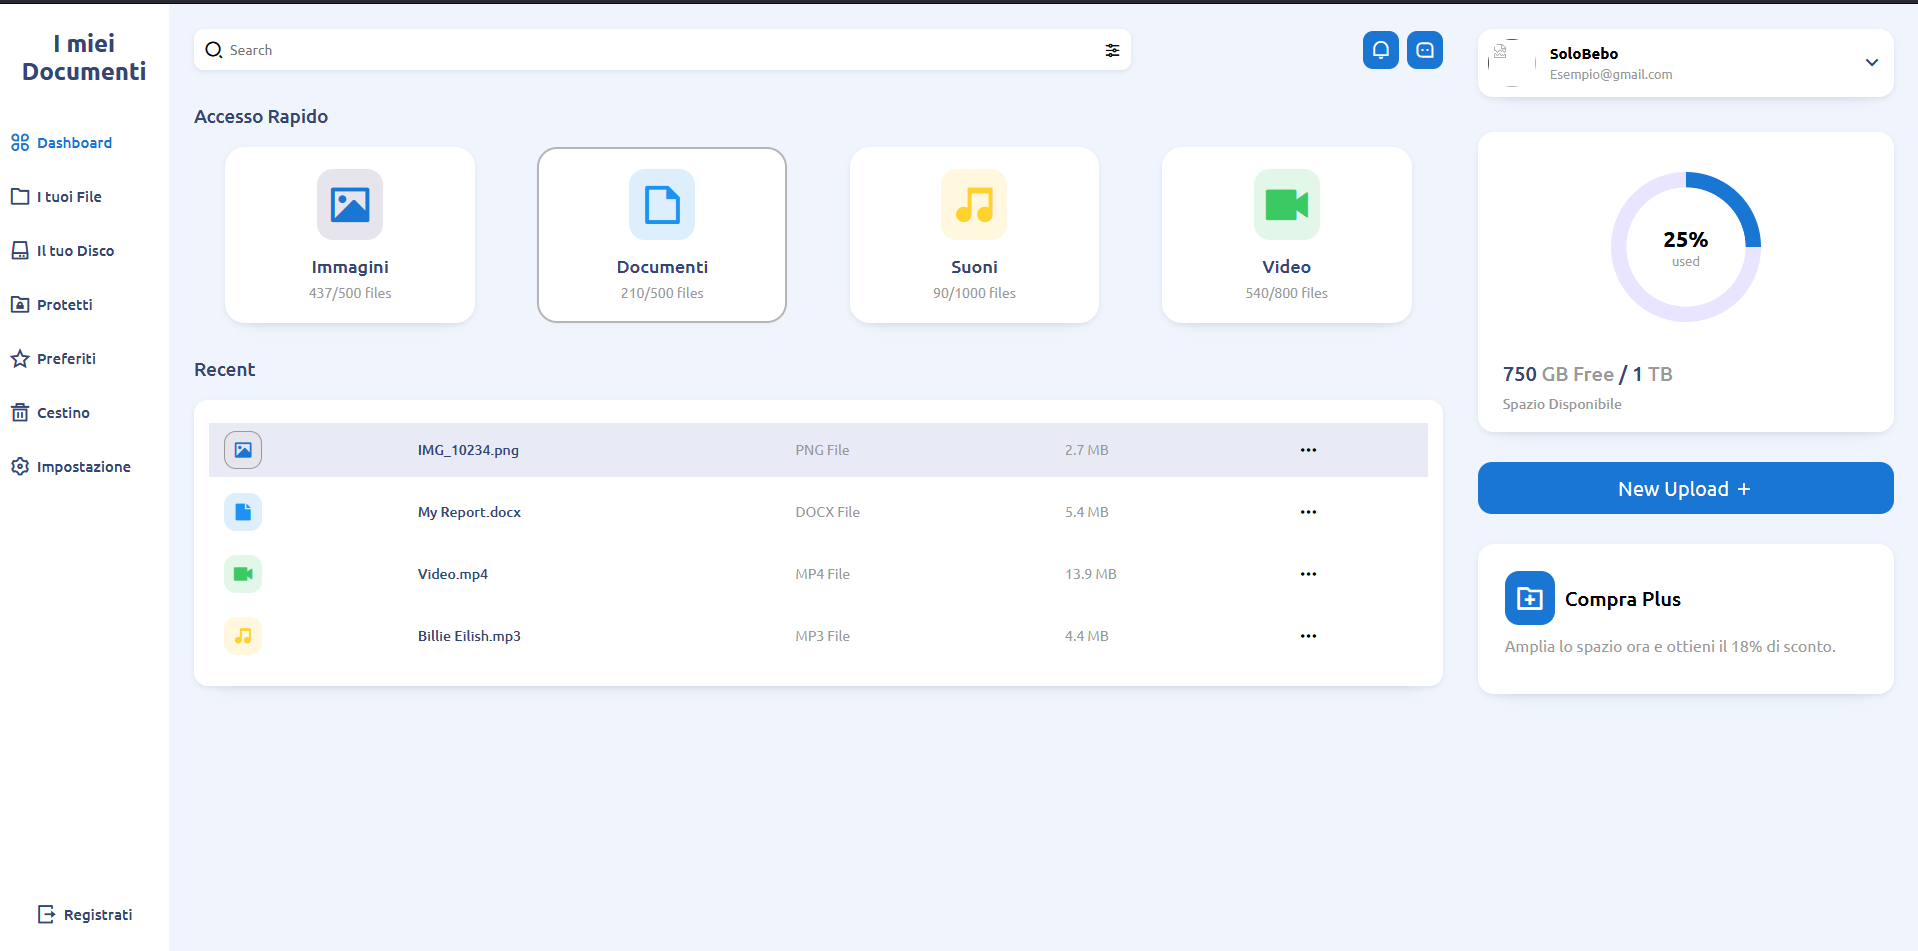 I miei
Documenti
Dashboard
I tuoi File
Il tuo Disco
Protetti
Preferiti
Cestino
Impostazione
Registrati
Search
Accesso Rapido
Immagini
437/500 files
Documenti
210/500 files
Suoni
90/1000 files
Video
540/800 files
Recent
IMG_10234.png PNG File 2.7 MB
My Report.docx DOCX File 5.4 MB
Video.mp4 MP4 File 13.9 MB
Billie Eilish.mp3 MP3 File 4.4 MB
SoloBebo
Esempio@gmail.com
25%
used
750 GB Free / 1 TB
Spazio Disponibile
New Upload +
Compra Plus
Amplia lo spazio ora e ottieni il 18% di sconto.